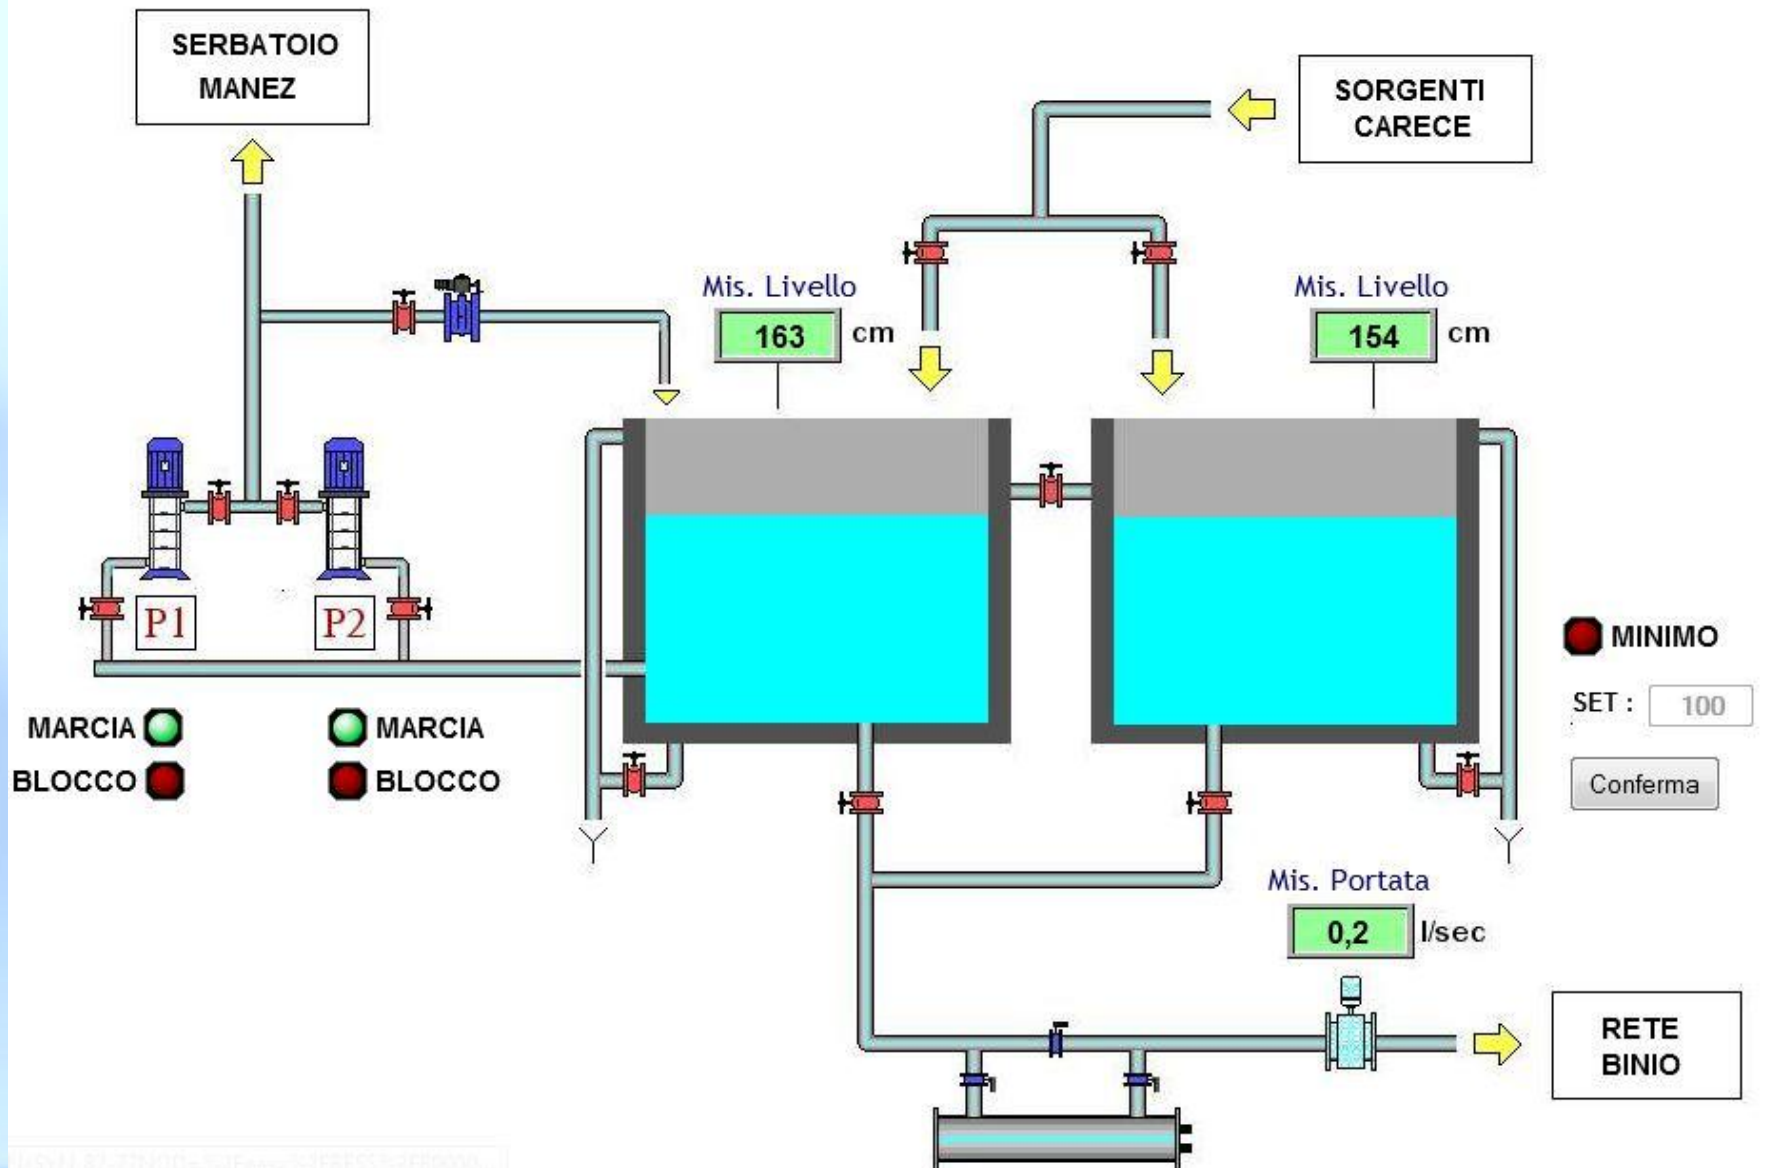 SERBATOIO
MANEZ
SORGENTI
CARECE
Mis. Livello
163 cm
Mis. Livello
154 cm
P1
P2
MINIMO
SET : 100
MARCIA
MARCIA
BLOCCO
BLOCCO
Conferma
Mis. Portata
0,2 l/sec
RETE
BINIO